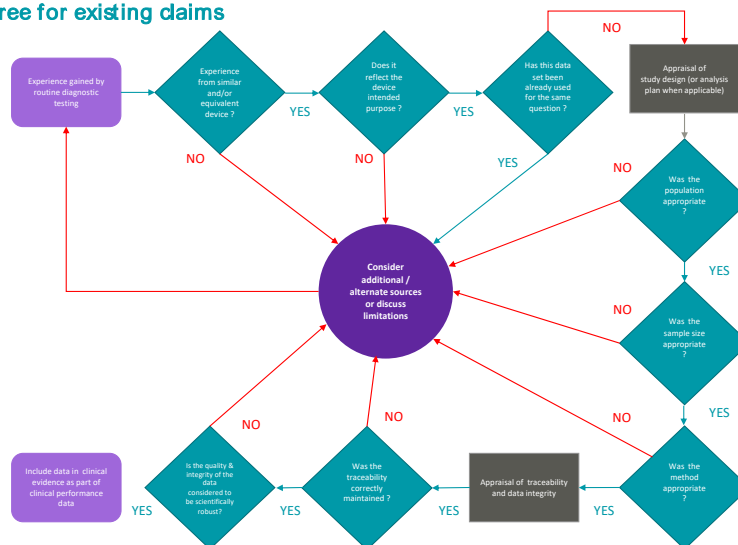 ree for existing claims
Experience gained by
routine diagnostic
testing
Experience
from similar
and/or
equivalent
device ?
YES
NO
Does it
reflect the
device
intended
purpose ?
YES
NO
Has this data
set been
already used
for the same
question ?
NO
YES
Appraisal of
study design (or analysis
plan when applicable)
Was the
population
appropriate
?
NO
YES
Consider
additional /
alternate sources
or discuss
limitations
Was the
sample size
appropriate
?
NO
YES
Was the
method
appropriate
?
NO
YES
Appraisal of traceability
and data integrity
Was the
traceability
correctly
maintained ?
NO
YES
Is the quality &
integrity of the
data
considered to
be scientifically
robust?
NO
YES
Include data in clinical
evidence as part of
clinical performance
data